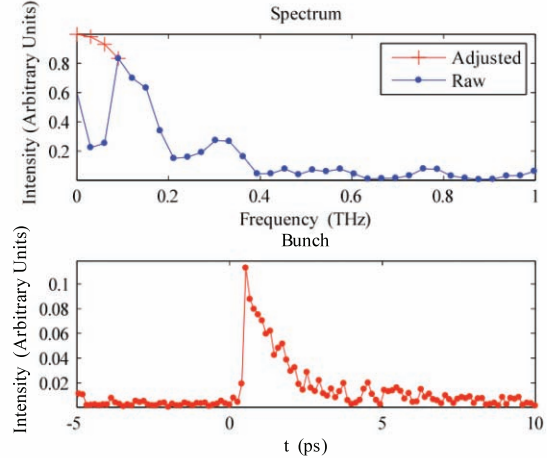 Spectrum
Intensity (Arbitrary Units)
0.8
0.6
0.4
0.2
Adjusted
Raw
0 0.2 0.4 0.6 0.8 1
Frequency (THz)
Bunch
Intensity (Arbitrary Units)
0.1
0.08
0.06
0.04
0.02
-5 0 5 10
t (ps)